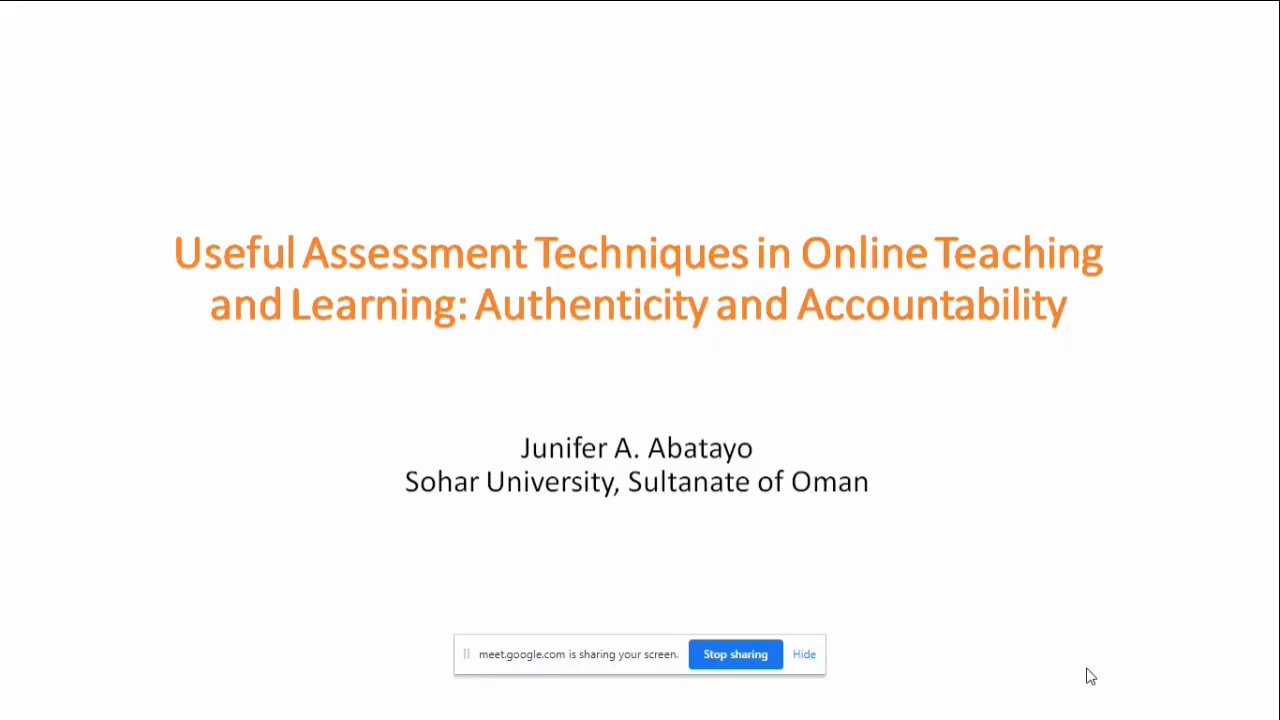 Useful Assessment Techniques in Online Teaching
and Learning: Authenticity and Accountability
Junifer A. Abatayo
Sohar University, Sultanate of Oman
meet.google.com is sharing your screen. Stop sharing Hide